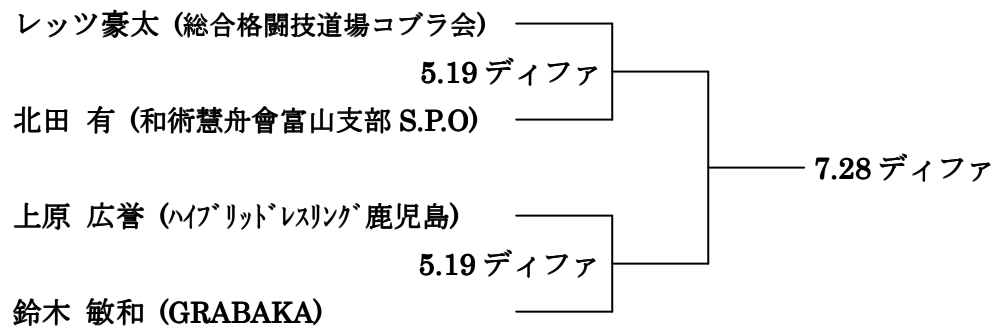 レッツ豪太 (総合格闘技道場コブラ会)
5.19 ディファ
北田 有 (和術慧舟會富山支部 S.P.O)
7.28 ディファ
上原 広誉 (ﾊｲﾌﾞﾘｯﾄﾞﾚｽﾘﾝｸﾞ鹿児島)
5.19 ディファ
鈴木 敏和 (GRABAKA)